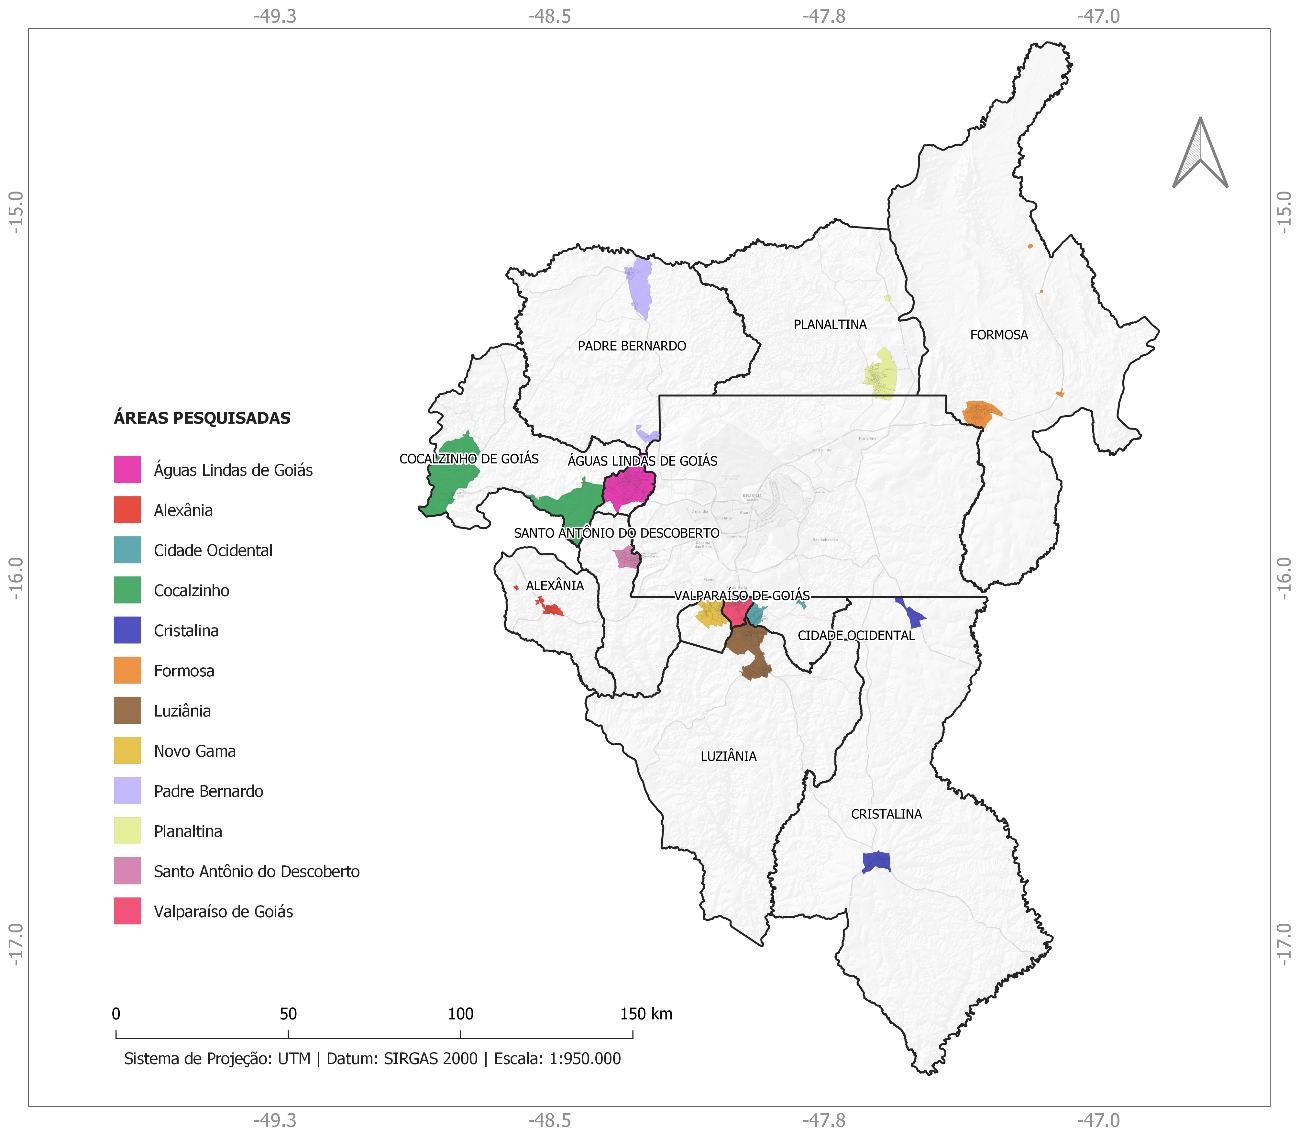 -49.3 -48.5 -47.8 -47.0
-15.0 -15.0
PLANALTINA
FORMOSA
PADRE BERNARDO
ÁREAS PESQUISADAS
COCALZINHO DE GOIÁS ÁGUAS LINDAS DE GOIÁS
Águas Lindas de Goiás
Alexânia
SANTO ANTÔNIO DO DESCOBERTO
Cidade Ocidental
-16.0 -16.0
ALEXÂNIA
Cocalzinho
VALPARAÍSO DE GOIÁS
Cristalina
CIDADE OCIDENTAL
Formosa
Luziânia
Novo Gama
LUZIÂNIA
Padre Bernardo
CRISTALINA
Planaltina
Santo Antônio do Descoberto
Valparaíso de Goiás
-17.0 -17.0
0 50 100 150 km
Sistema de Projeção: UTM | Datum: SIRGAS 2000 | Escala: 1:950.000
-49.3 -48.5 -47.8 -47.0